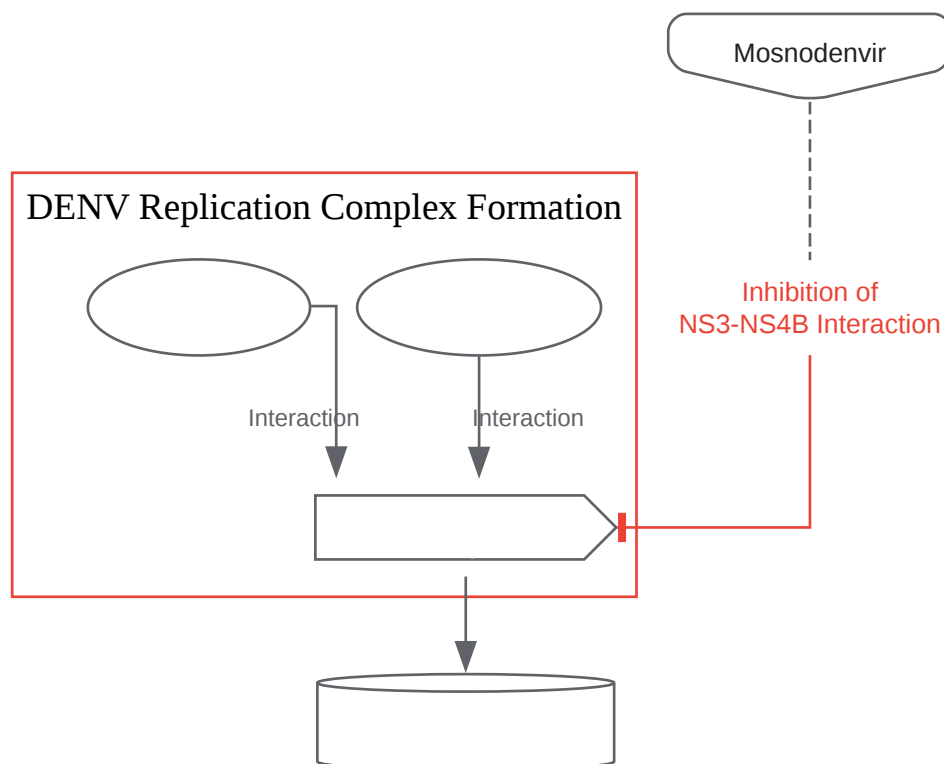 Mosnodenvir
DENV Replication Complex Formation
Inhibition of
NS3-NS4B Interaction
Interaction
Interaction